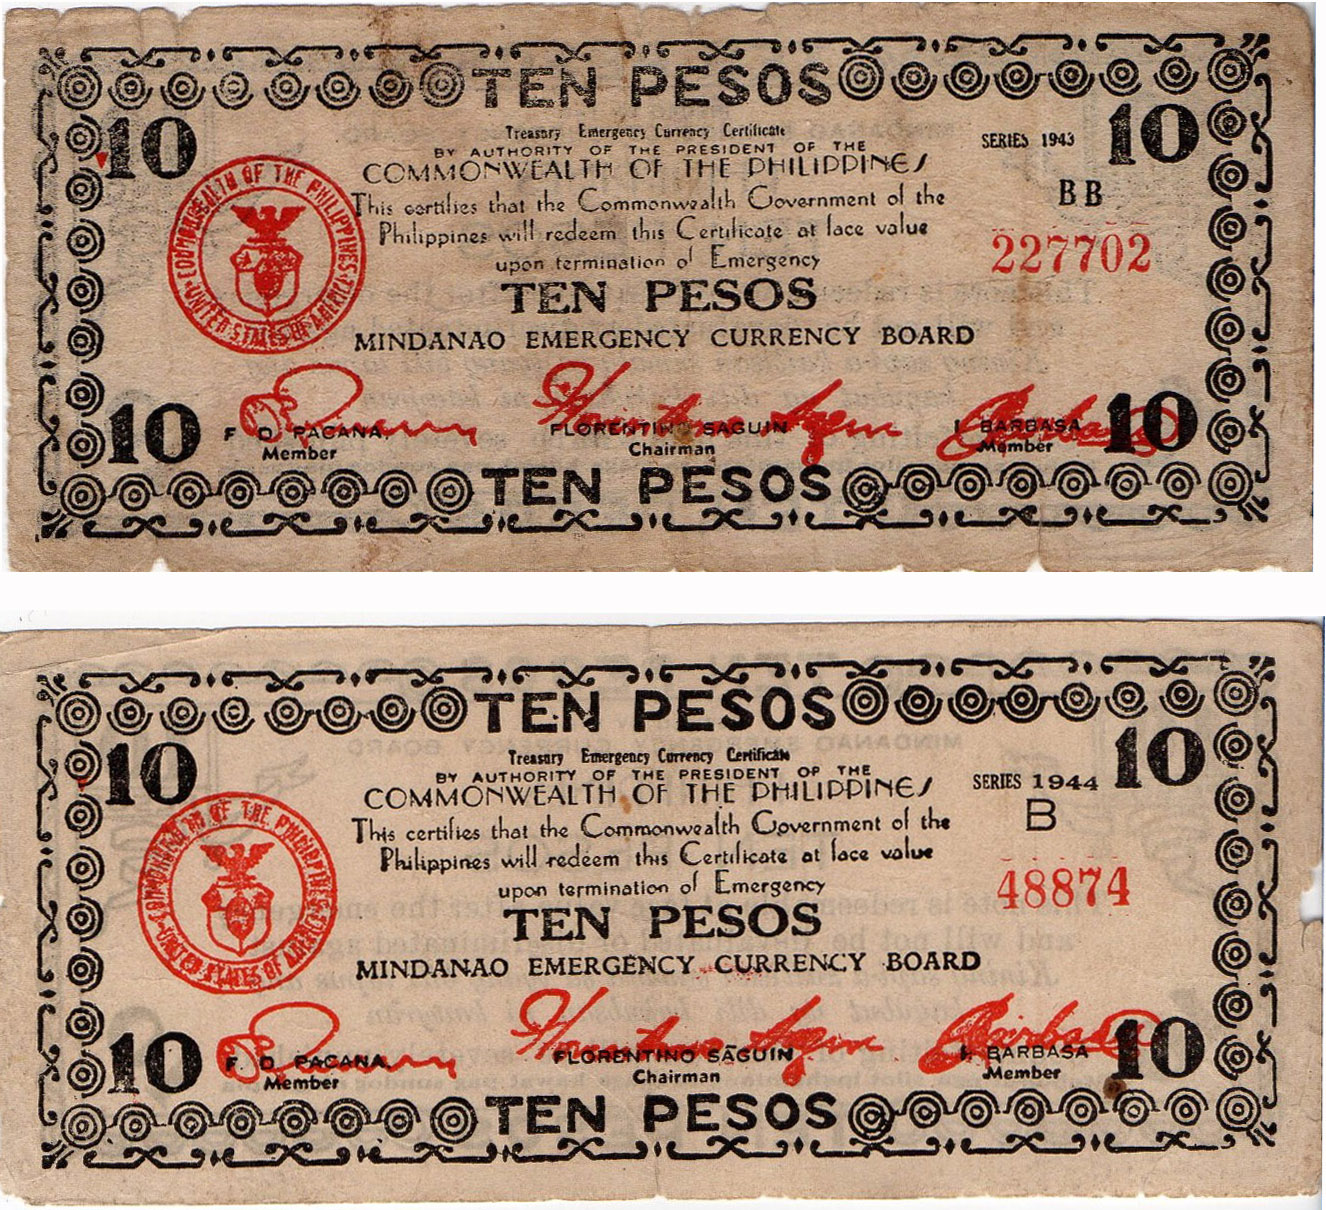 TEN PESOS
10 Treasury Emergency Currency Certificate SERIES 1943 10
BY AUTHORITY OF THE PRESIDENT OF THE
COMMONWEALTH OF THE PHILIPPINES
BB
This certifies that the Commonwealth Government of the
Philippines will redeem this Certificate at face value
227702
upon termination of Emergency
COMMONWEALTH OF THE PHILIPPINES
UNITED STATES OF AMERICA
TEN PESOS
MINDANAO EMERGENCY CURRENCY BOARD
10 F. D. PACANA FLORENTINO SAGUIN I. BARBASA 10
Member Chairman Member
TEN PESOS
TEN PESOS
10 Treasury Emergency Currency Certificate SERIES 1944 10
BY AUTHORITY OF THE PRESIDENT OF THE
COMMONWEALTH OF THE PHILIPPINES
B
This certifies that the Commonwealth Government of the
Philippines will redeem this Certificate at face value
48874
upon termination of Emergency
COMMONWEALTH OF THE PHILIPPINES
UNITED STATES OF AMERICA
TEN PESOS
MINDANAO EMERGENCY CURRENCY BOARD
10 F. D. PACANA FLORENTINO SAGUIN I. BARBASA 10
Member Chairman Member
TEN PESOS